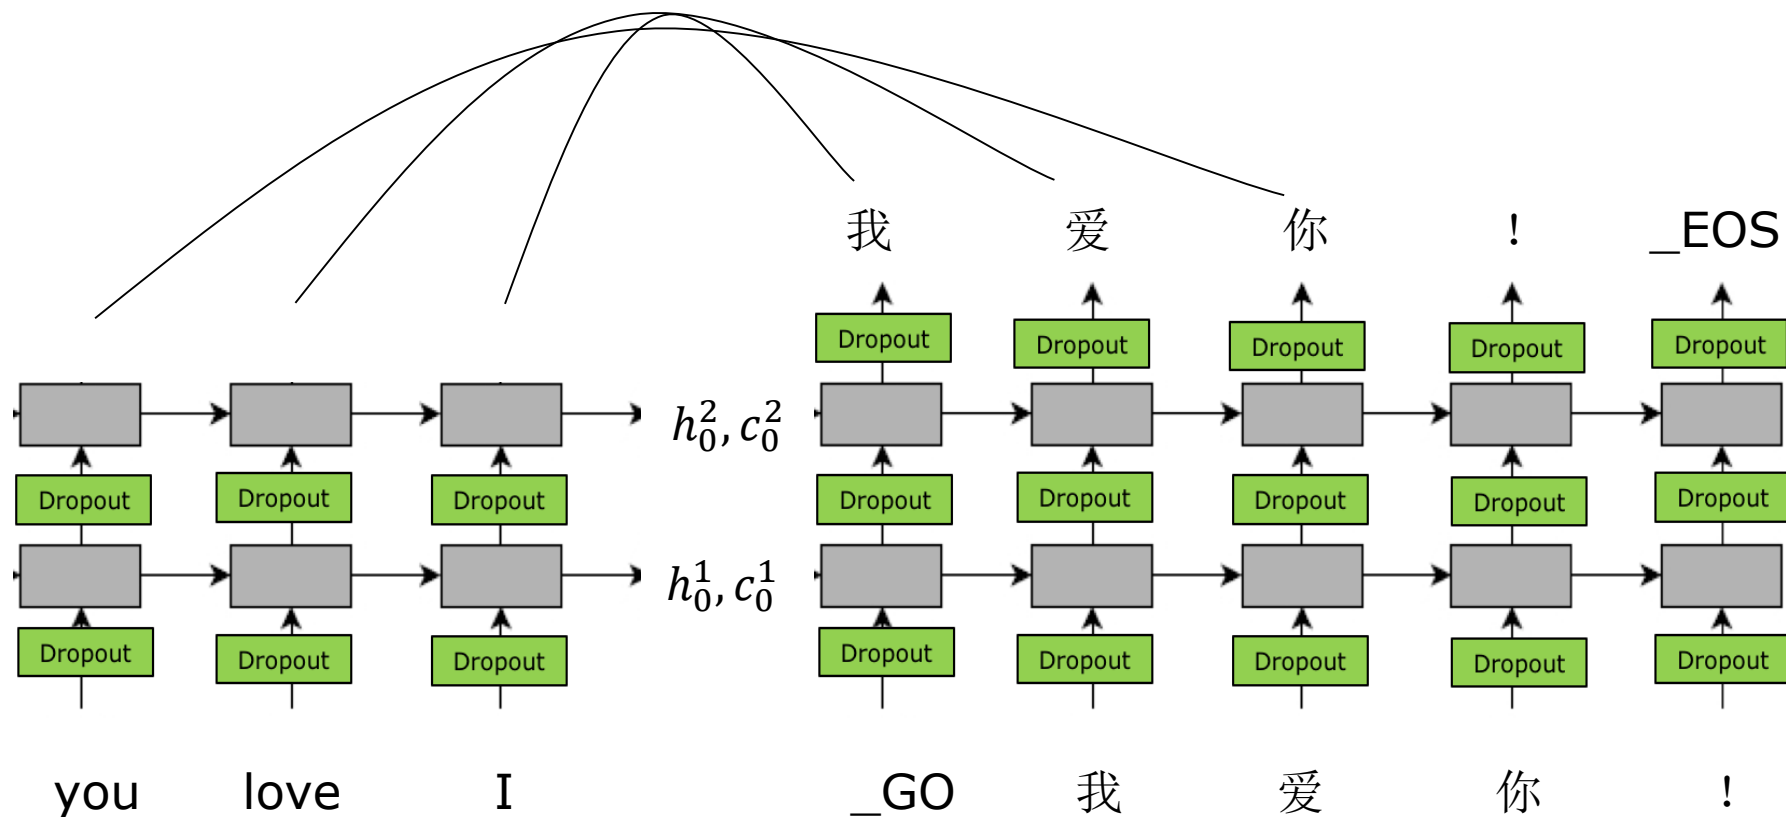 我 爱 你 ! _EOS
Dropout Dropout Dropout Dropout Dropout
h_0^2, c_0^2
Dropout Dropout Dropout Dropout Dropout Dropout Dropout Dropout
h_0^1, c_0^1
Dropout Dropout Dropout Dropout Dropout Dropout Dropout Dropout
you love I _GO 我 爱 你 !